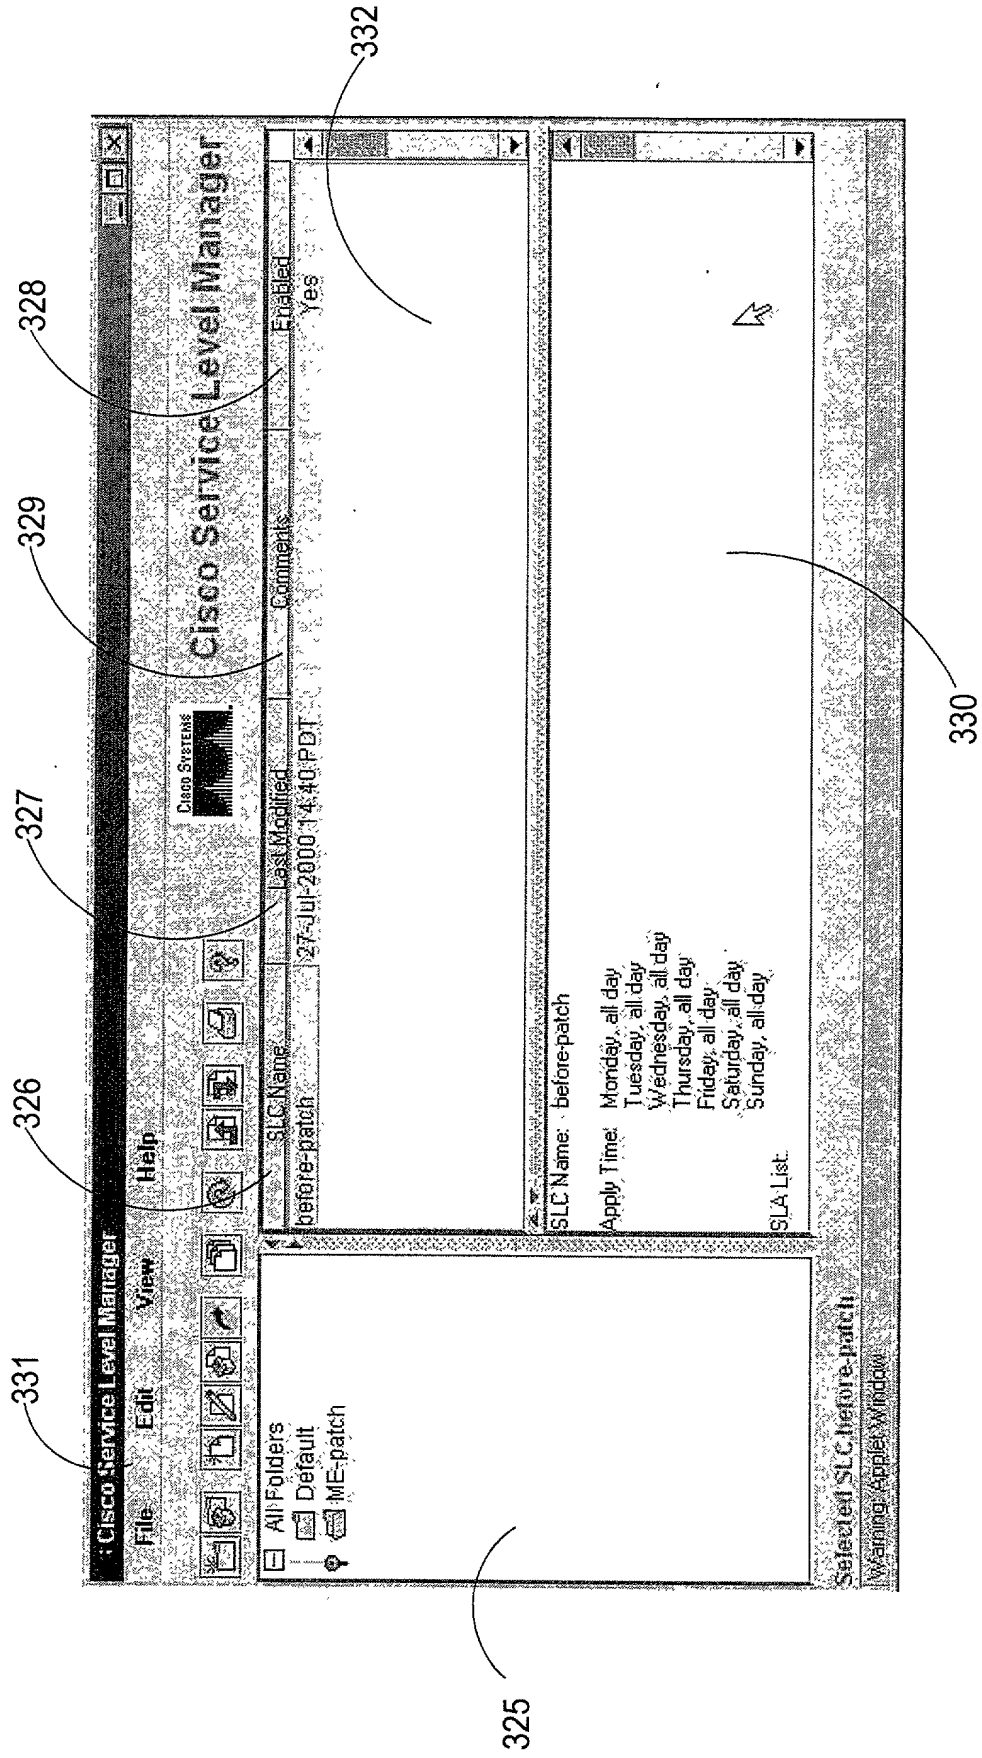 331
326
327
329
328
332
: Cisco Service Level Manager
File Edit View Help
CISCO SYSTEMS
Cisco Service Level Manager
All Folders
Default
ME-patch
SLC Name Last Modified Comments Enabled
before-patch 27-Jul-2000 14:40 PDT Yes
SLC Name: before-patch
Apply Time: Monday, all day
Tuesday, all day
Wednesday, all day
Thursday, all day
Friday, all day
Saturday, all day
Sunday, all day
SLA List:
Selected SLC before-patch
Warning: Applet Window
325
330